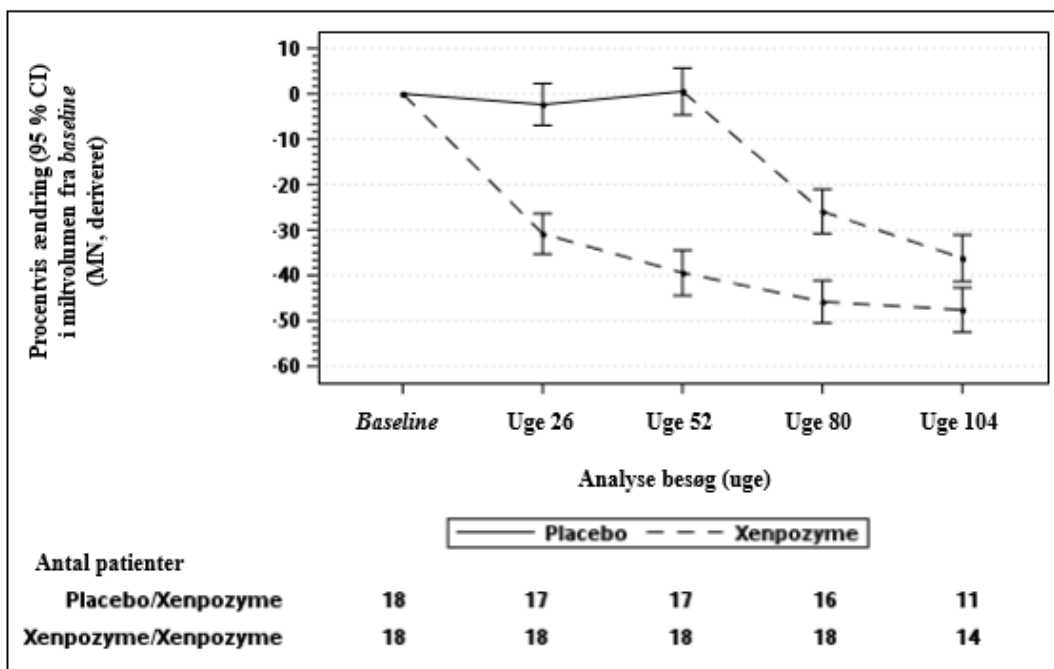 Procentvis ændring (95 % CI)
i miltvolumen fra baseline
(MN, deriveret)
10
0
-10
-20
-30
-40
-50
-60
Baseline Uge 26 Uge 52 Uge 80 Uge 104
Analyse besøg (uge)
Placebo Xenpozyme
Antal patienter
Placebo/Xenpozyme 18 17 17 16 11
Xenpozyme/Xenpozyme 18 18 18 18 14